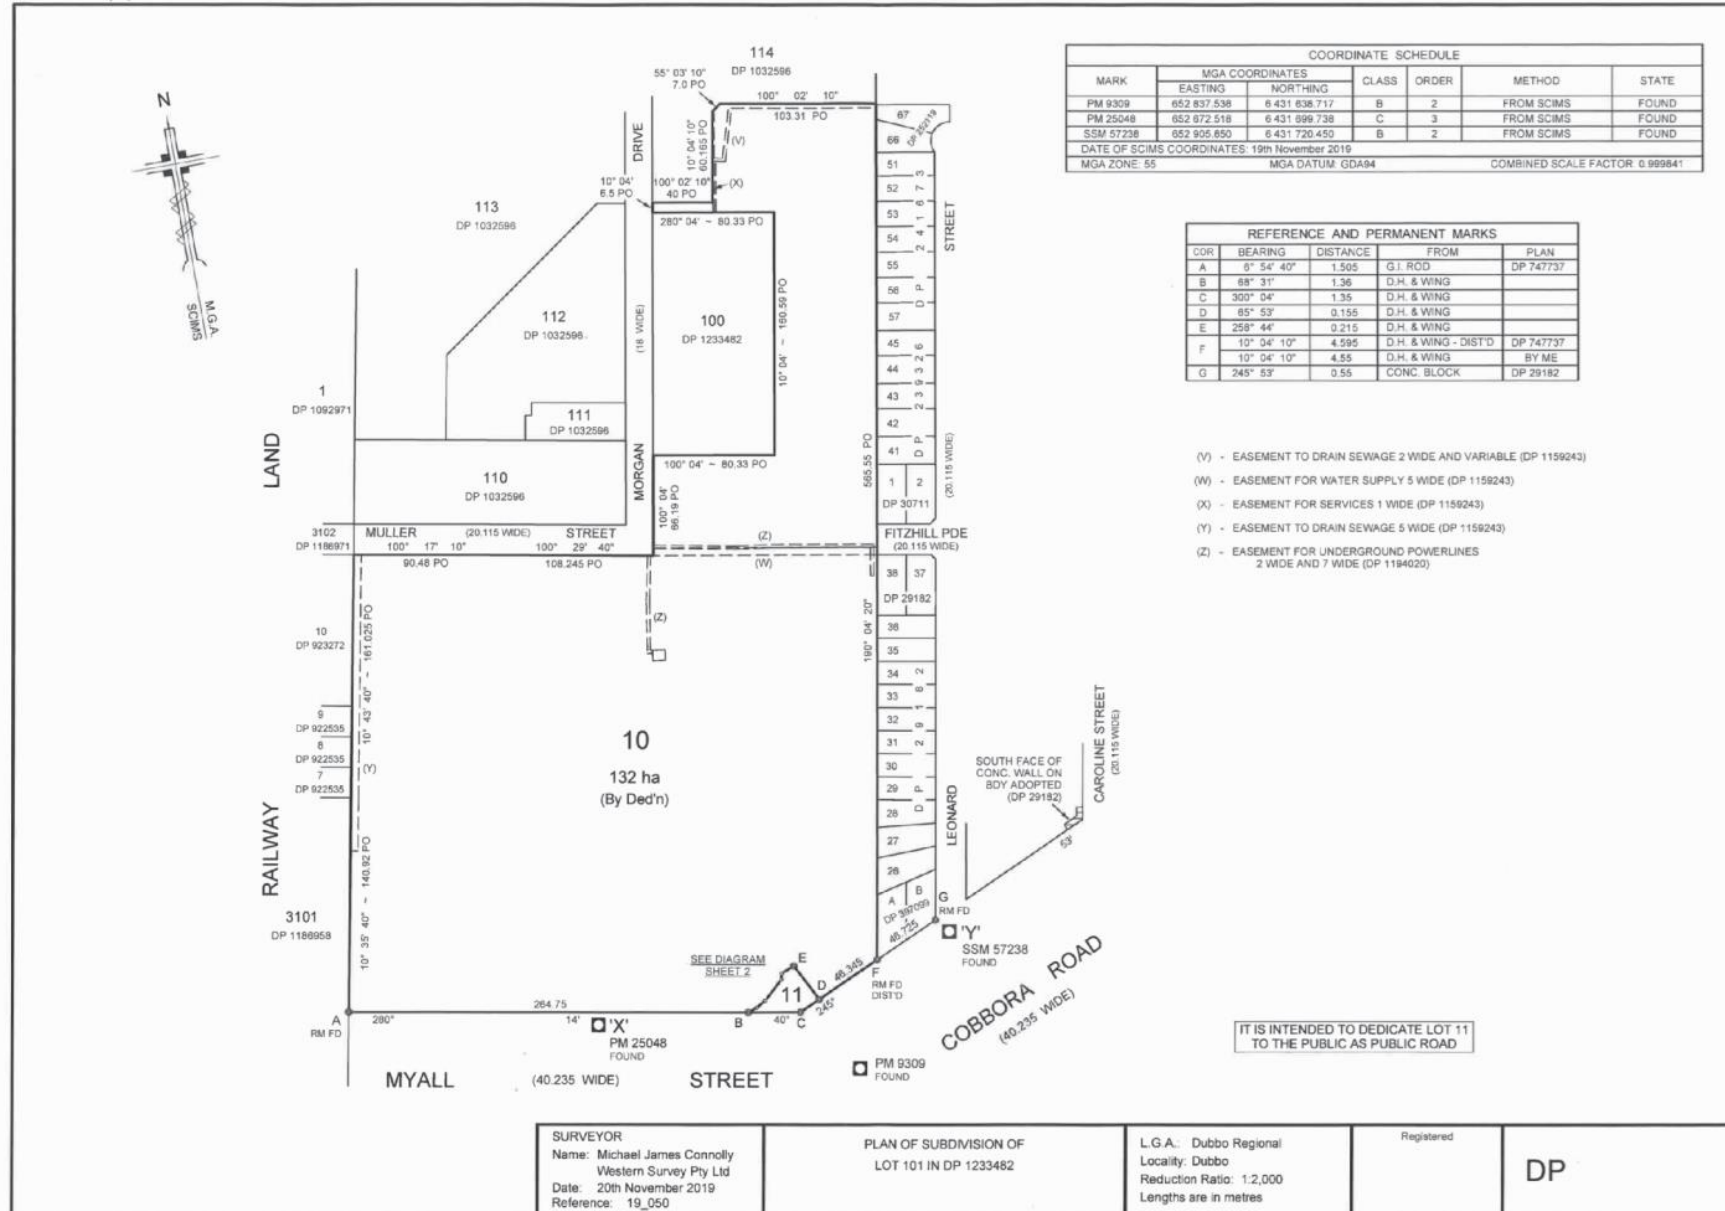 114
DP 1032596
55° 03' 10"
7.0 PO
100° 02' 10"
103.31 PO
N
M.G.A.
SCIMS
DRIVE
10° 04' 10"
60.165 PO
(V)
10° 04'
6.5 PO
100° 02' 10"
40 PO
(X)
280° 04' ~ 80.33 PO
113
DP 1032596
112
DP 1032596
(18 WIDE)
100
DP 1233482
10° 04' ~ 160.59 PO
111
DP 1032596
110
DP 1032596
MORGAN
100° 04' ~ 80.33 PO
100° 04'
66.19 PO
1
DP 1092971
LAND
3102
DP 1186971
MULLER (20.115 WIDE) STREET
100° 17' 10" 100° 29' 40"
90.48 PO 108.245 PO
(Z)
(W)
(Z)
565.55 PO
190° 04' 20"
67
DP 252119
66
51
52
53
54
55
56
57
DP 241673
45
44
43
42
41
DP 239326
1 2
DP 30711
STREET
(20.115 WIDE)
FITZHILL PDE
(20.115 WIDE)
38 37
DP 29182
36
35
34
33
32
31
30
29
28
27
26
DP 29182
A B
DP 397099
LEONARD
10
DP 923272
9
DP 922535
8
DP 922535
7
DP 922535
10° 43' 40" ~ 161.025 PO
(Y)
10° 35' 40" ~ 140.92 PO
RAILWAY
3101
DP 1186958
10
132 ha
(By Ded'n)
SOUTH FACE OF
CONC. WALL ON
BDY ADOPTED
(DP 29182)
CAROLINE STREET
(20.115 WIDE)
53'
G
RM FD
'Y'
SSM 57238
FOUND
46.725
46.345
F
RM FD
DIST'D
SEE DIAGRAM
SHEET 2
E
D
11
245°
A
RM FD
264.75
280° 14'
B
40"
C
'X'
PM 25048
FOUND
PM 9309
FOUND
COBBORA ROAD
(40.235 WIDE)
MYALL (40.235 WIDE) STREET
COORDINATE SCHEDULE
MARK MGA COORDINATES CLASS ORDER METHOD STATE
EASTING NORTHING
PM 9309 652 837.538 6 431 638.717 B 2 FROM SCIMS FOUND
PM 25048 652 672.518 6 431 699.738 C 3 FROM SCIMS FOUND
SSM 57238 652 905.850 6 431 720.450 B 2 FROM SCIMS FOUND
DATE OF SCIMS COORDINATES: 19th November 2019
MGA ZONE: 55 MGA DATUM: GDA94 COMBINED SCALE FACTOR 0.999841
REFERENCE AND PERMANENT MARKS
COR BEARING DISTANCE FROM PLAN
A 6° 54' 40" 1.505 G.I. ROD DP 747737
B 68° 31' 1.36 D.H. & WING
C 300° 04' 1.35 D.H. & WING
D 65° 53' 0.155 D.H. & WING
E 258° 44' 0.215 D.H. & WING
F 10° 04' 10" 4.595 D.H. & WING - DIST'D DP 747737
10° 04' 10" 4.55 D.H. & WING BY ME
G 245° 53' 0.55 CONC. BLOCK DP 29182
(V) - EASEMENT TO DRAIN SEWAGE 2 WIDE AND VARIABLE (DP 1159243)
(W) - EASEMENT FOR WATER SUPPLY 5 WIDE (DP 1159243)
(X) - EASEMENT FOR SERVICES 1 WIDE (DP 1159243)
(Y) - EASEMENT TO DRAIN SEWAGE 5 WIDE (DP 1159243)
(Z) - EASEMENT FOR UNDERGROUND POWERLINES
2 WIDE AND 7 WIDE (DP 1194020)
IT IS INTENDED TO DEDICATE LOT 11
TO THE PUBLIC AS PUBLIC ROAD
SURVEYOR
Name: Michael James Connolly
Western Survey Pty Ltd
Date: 20th November 2019
Reference: 19_050
PLAN OF SUBDIVISION OF
LOT 101 IN DP 1233482
L.G.A.: Dubbo Regional
Locality: Dubbo
Reduction Ratio: 1:2,000
Lengths are in metres
Registered
DP